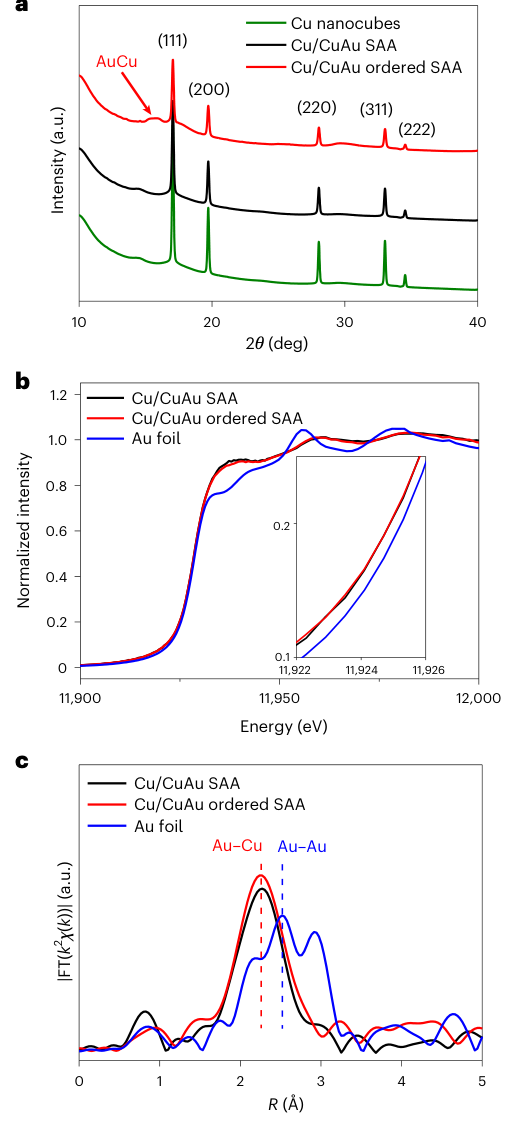 a
Cu nanocubes
Cu/CuAu SAA
Cu/CuAu ordered SAA
(111)
AuCu
(200)
(220)
(311)
(222)
Intensity (a.u.)
10 20 30 40
2θ (deg)
b
Cu/CuAu SAA
Cu/CuAu ordered SAA
Au foil
1.2
1.0
0.8
0.6
0.4
0.2
0
Normalized intensity
0.2
0.1
11,922 11,924 11,926
11,900 11,950 12,000
Energy (eV)
c
Cu/CuAu SAA
Cu/CuAu ordered SAA
Au foil
Au–Cu Au–Au
|FT(k²χ(k))| (a.u.)
0 1 2 3 4 5
R (Å)